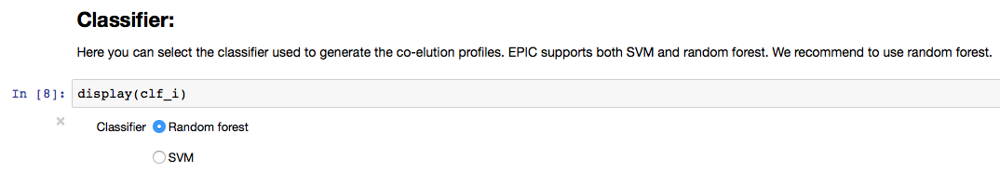 Classifier:
Here you can select the classifier used to generate the co-elution profiles. EPIC supports both SVM and random forest. We recommend to use random forest.
In [8]: display(clf_i)
Classifier Random forest
SVM